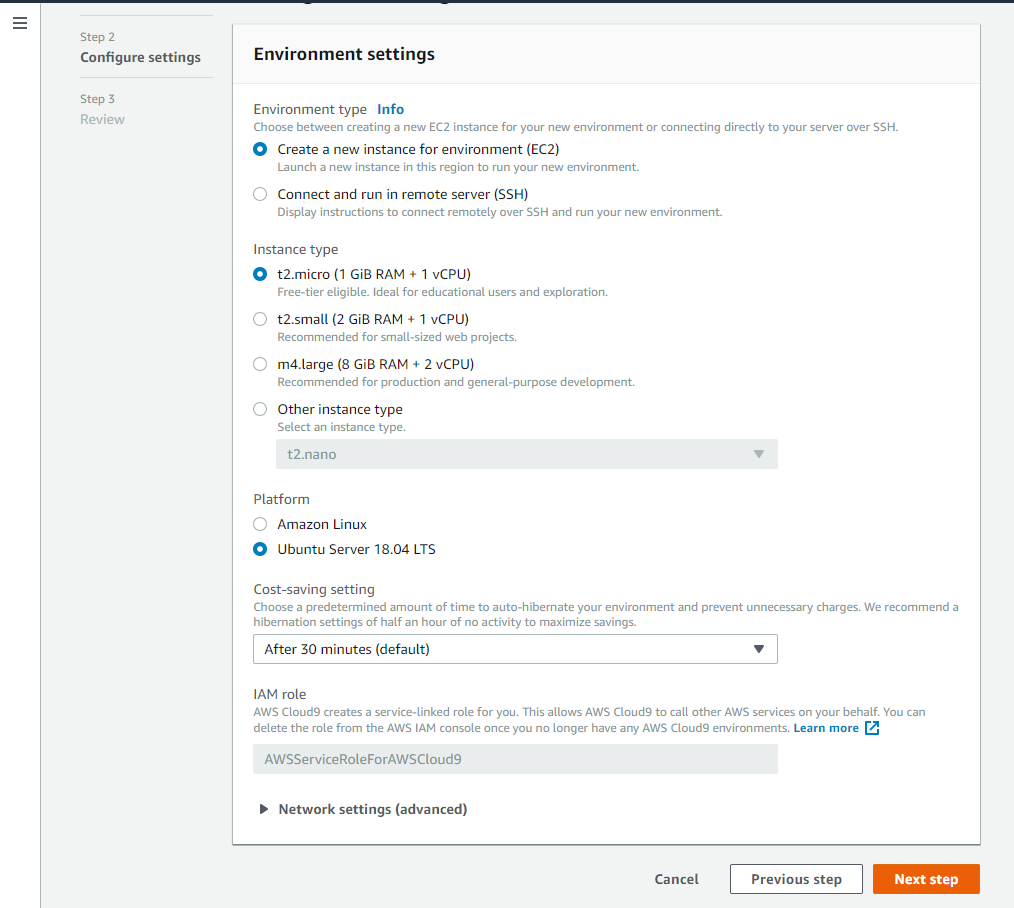 Step 2
Configure settings
Step 3
Review
Environment settings
Environment type Info
Choose between creating a new EC2 instance for your new environment or connecting directly to your server over SSH.
Create a new instance for environment (EC2)
Launch a new instance in this region to run your new environment.
Connect and run in remote server (SSH)
Display instructions to connect remotely over SSH and run your new environment.
Instance type
t2.micro (1 GiB RAM + 1 vCPU)
Free-tier eligible. Ideal for educational users and exploration.
t2.small (2 GiB RAM + 1 vCPU)
Recommended for small-sized web projects.
m4.large (8 GiB RAM + 2 vCPU)
Recommended for production and general-purpose development.
Other instance type
Select an instance type.
t2.nano
Platform
Amazon Linux
Ubuntu Server 18.04 LTS
Cost-saving setting
Choose a predetermined amount of time to auto-hibernate your environment and prevent unnecessary charges. We recommend a
hibernation settings of half an hour of no activity to maximize savings.
After 30 minutes (default)
IAM role
AWS Cloud9 creates a service-linked role for you. This allows AWS Cloud9 to call other AWS services on your behalf. You can
delete the role from the AWS IAM console once you no longer have any AWS Cloud9 environments. Learn more
AWSServiceRoleForAWSCloud9
Network settings (advanced)
Cancel
Previous step
Next step